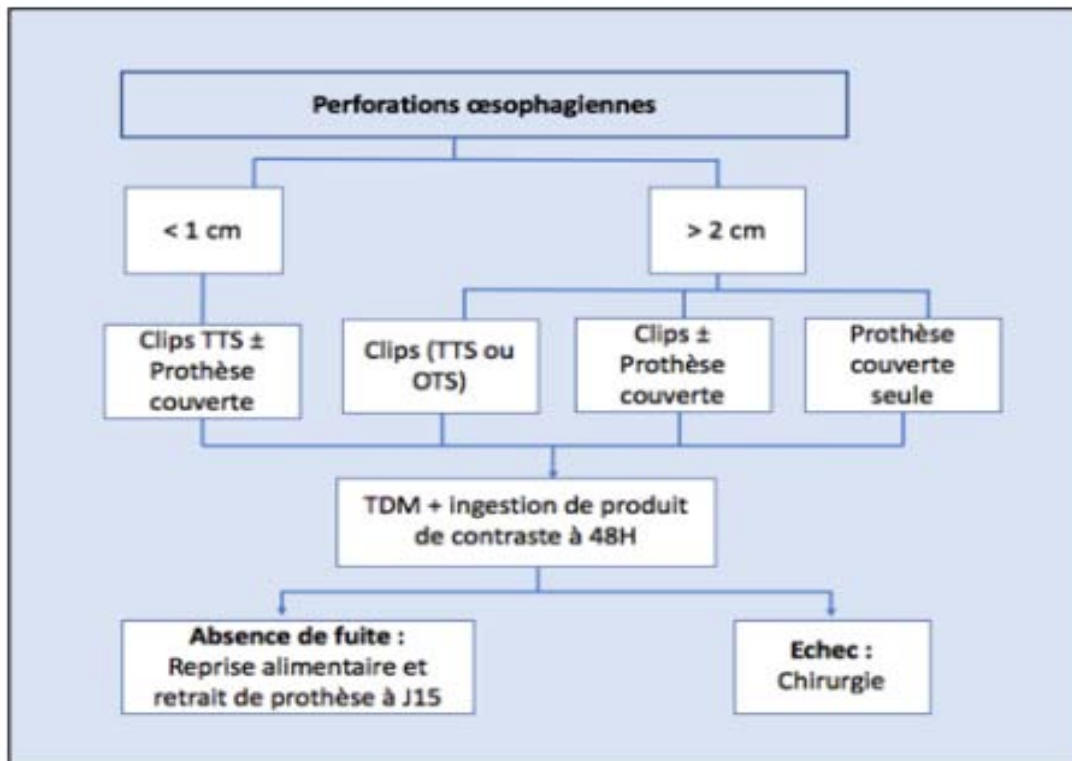 Perforations œsophagiennes
< 1 cm
> 2 cm
Clips TTS ±
Prothèse
couverte
Clips (TTS ou
OTS)
Clips ±
Prothèse
couverte
Prothèse
couverte
seule
TDM + ingestion de produit
de contraste à 48H
Absence de fuite :
Reprise alimentaire et
retrait de prothèse à J15
Echec :
Chirurgie